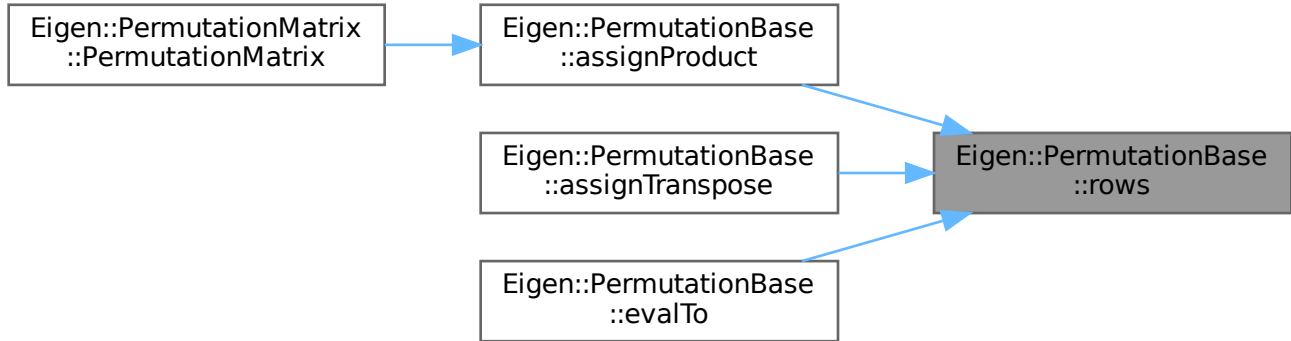 Eigen::PermutationMatrix
::PermutationMatrix
Eigen::PermutationBase
::assignProduct
Eigen::PermutationBase
::assignTranspose
Eigen::PermutationBase
::evalTo
Eigen::PermutationBase
::rows